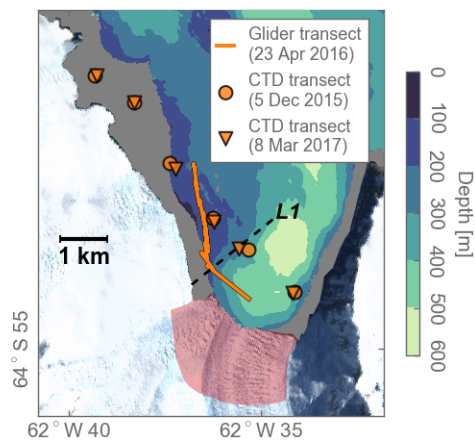 Glider transect
(23 Apr 2016)
CTD transect
(5 Dec 2015)
CTD transect
(8 Mar 2017)
L1
1 km
0
100
200
300
400
500
600
Depth [m]
64° S 55
62° W 40
62° W 35